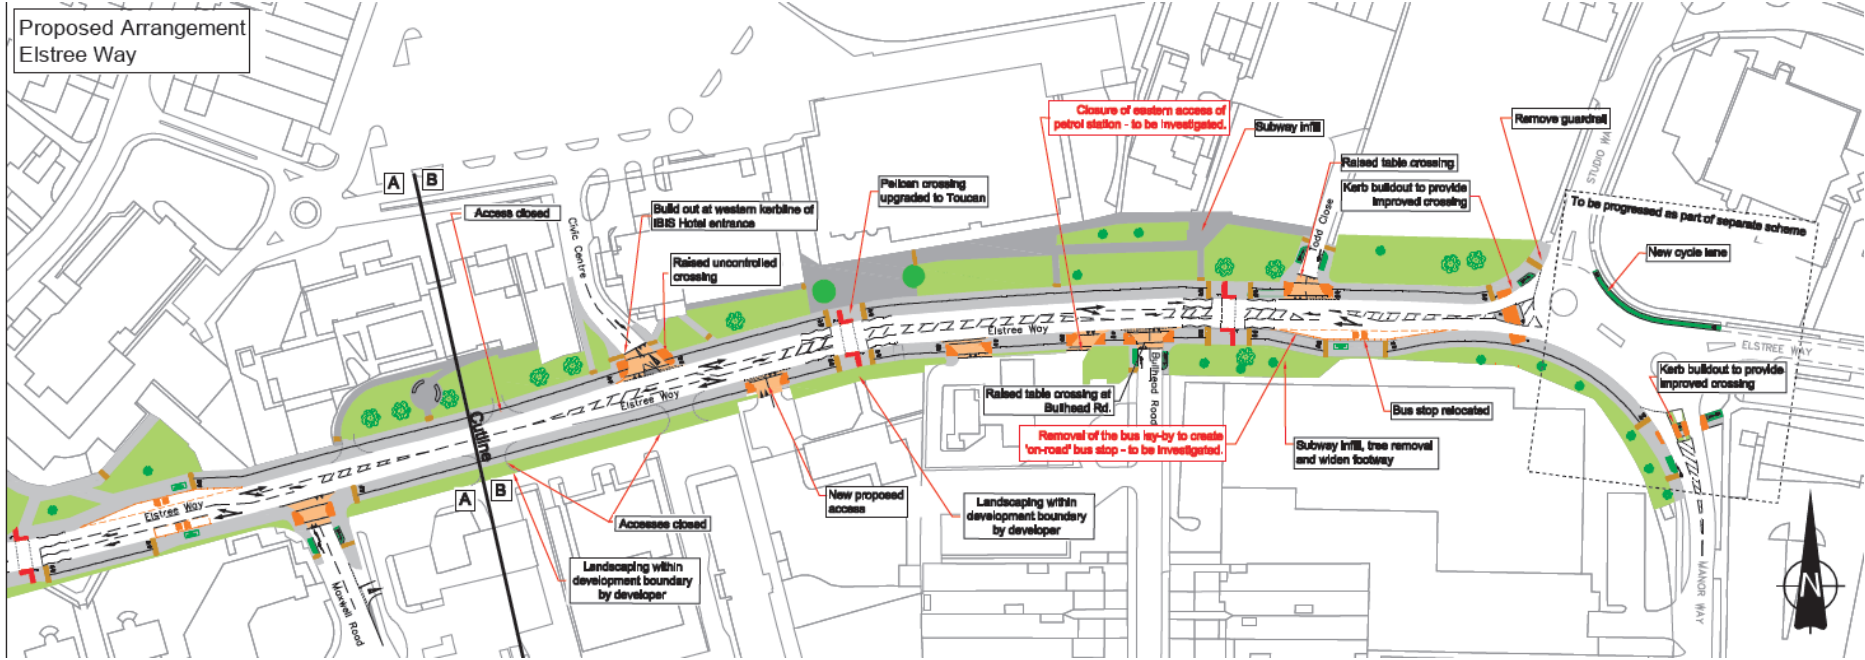 Proposed Arrangement
Elstree Way
A
B
Access closed
Civic Centre
Build out at western kerbline of
IBIS Hotel entrance
Raised uncontrolled
crossing
Pelican crossing
upgraded to Toucan
Closure of eastern access of
petrol station - to be investigated.
Subway infill
Raised table crossing
Kerb buildout to provide
improved crossing
Todd Close
Remove guardrail
STUDIO WAY
To be progressed as part of separate scheme
New cycle lane
ELSTREE WAY
Kerb buildout to provide
improved crossing
Elstree Way
Elstree Way
Elstree Way
Cutline
A
B
Bullhead Road
Raised table crossing at
Bullhead Rd.
Bus stop relocated
Removal of the bus lay-by to create
'on-road' bus stop - to be investigated.
Subway infill, tree removal
and widen footway
New proposed
access
Landscaping within
development boundary
by developer
Accesses closed
Landscaping within
development boundary
by developer
Maxwell Road
MANOR WAY
N